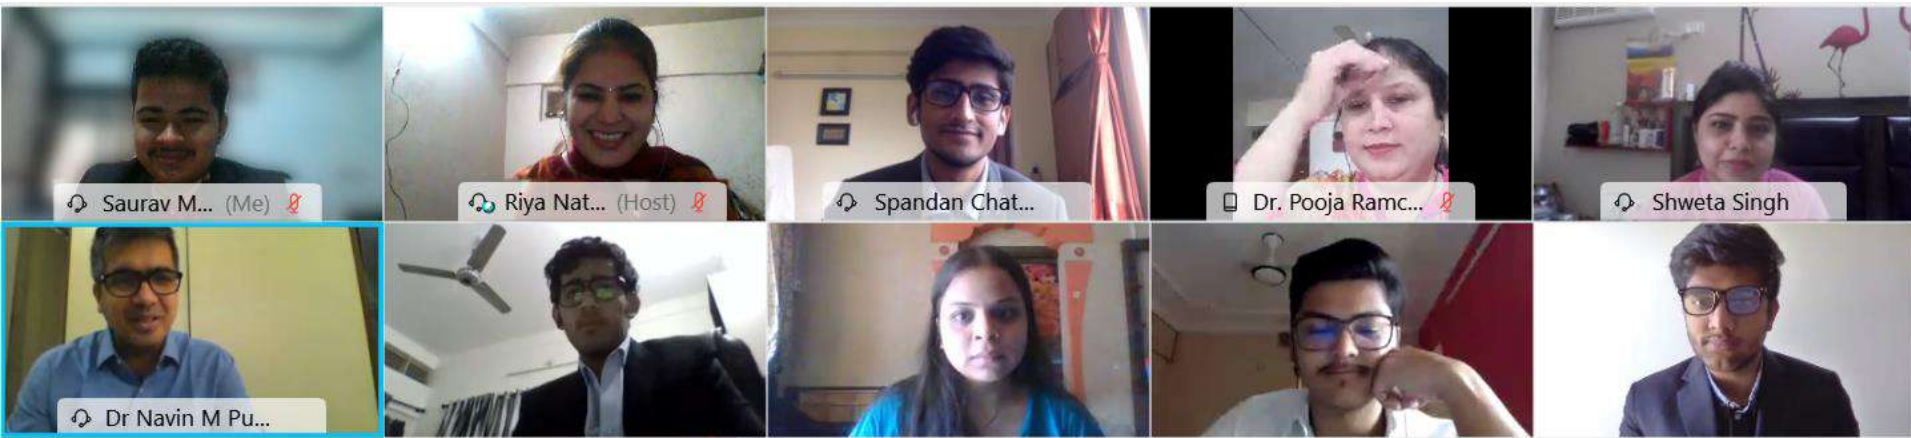 Saurav M... (Me)
Riya Nat... (Host)
Spandan Chat...
Dr. Pooja Ramc...
Shweta Singh
Dr Navin M Pu...